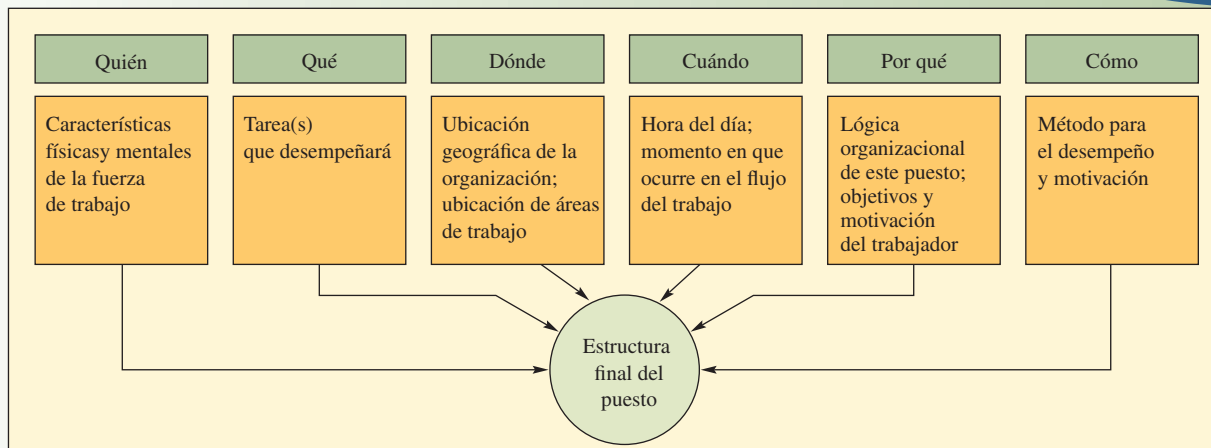 Quién
Qué
Dónde
Cuándo
Por qué
Cómo
Características
físicasy mentales
de la fuerza
de trabajo
Tarea(s)
que desempeñará
Ubicación
geográfica de la
organización;
ubicación de áreas
de trabajo
Hora del día;
momento en que
ocurre en el flujo
del trabajo
Lógica
organizacional
de este puesto;
objetivos y
motivación
del trabajador
Método para
el desempeño
y motivación
Estructura
final del
puesto